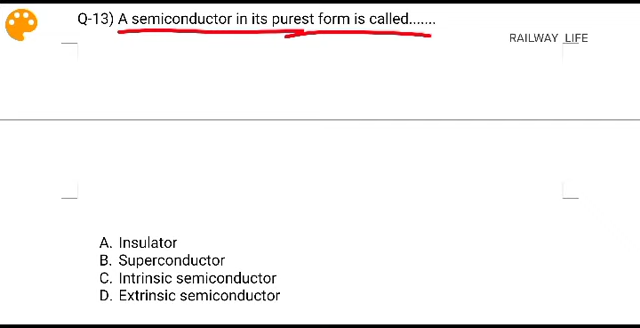 Q-13) A semiconductor in its purest form is called.......
RAILWAY LIFE
A. Insulator
B. Superconductor
C. Intrinsic semiconductor
D. Extrinsic semiconductor